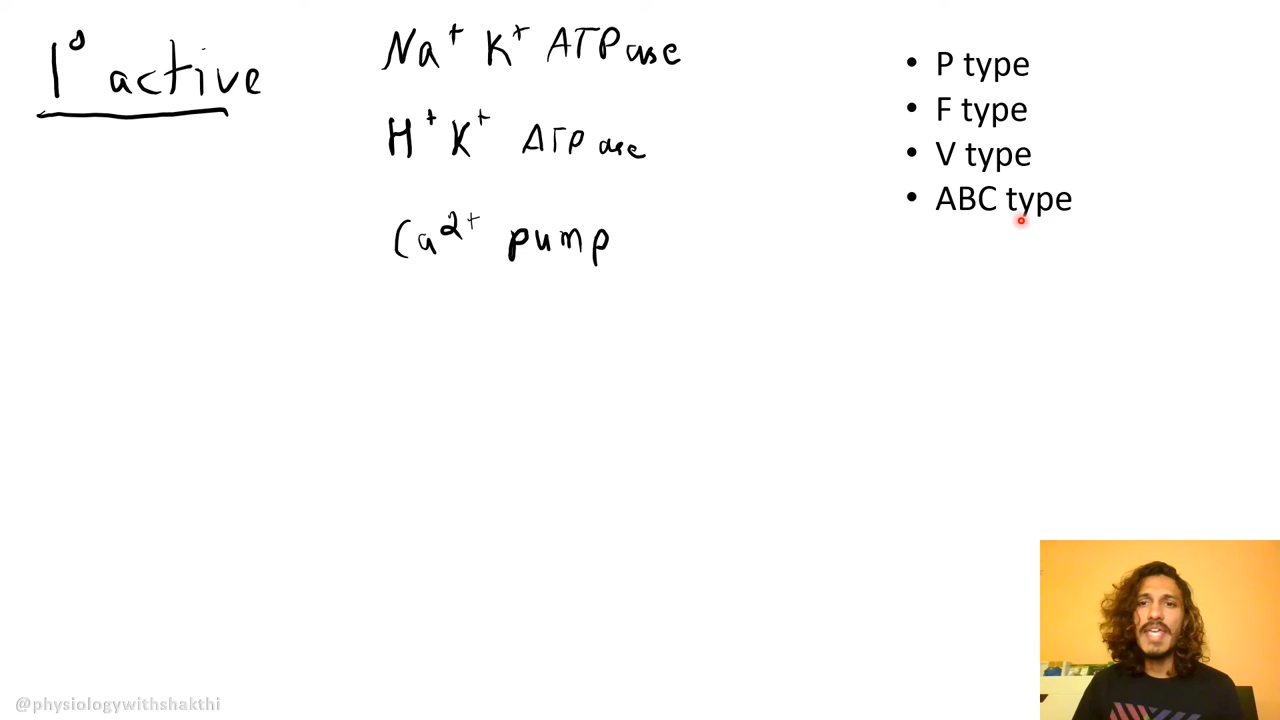 1° active
Na⁺ K⁺ ATPase
H⁺ K⁺ ATPase
Ca²⁺ pump
• P type
• F type
• V type
• ABC type
@physiologywithshakthi